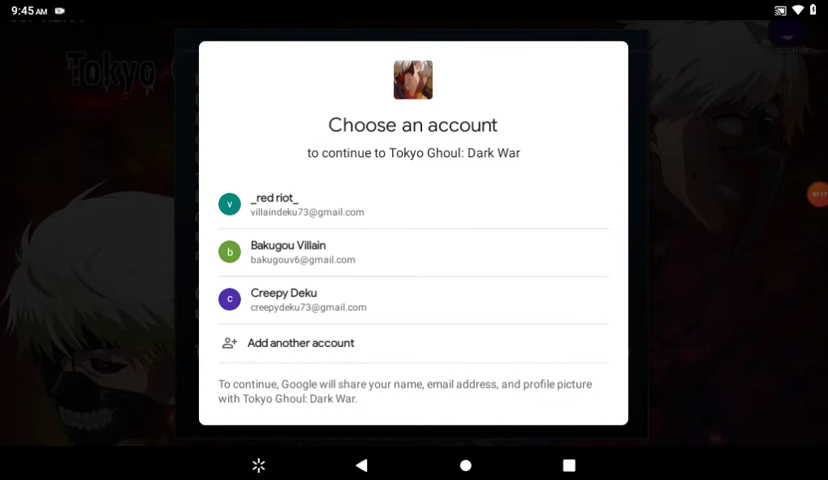 9:45 AM
Tokyo
Choose an account
to continue to Tokyo Ghoul: Dark War
v
_red riot_
villaindeku73@gmail.com
b
Bakugou Villain
bakugouv6@gmail.com
c
Creepy Deku
creepydeku73@gmail.com
Add another account
To continue, Google will share your name, email address, and profile picture
with Tokyo Ghoul: Dark War.